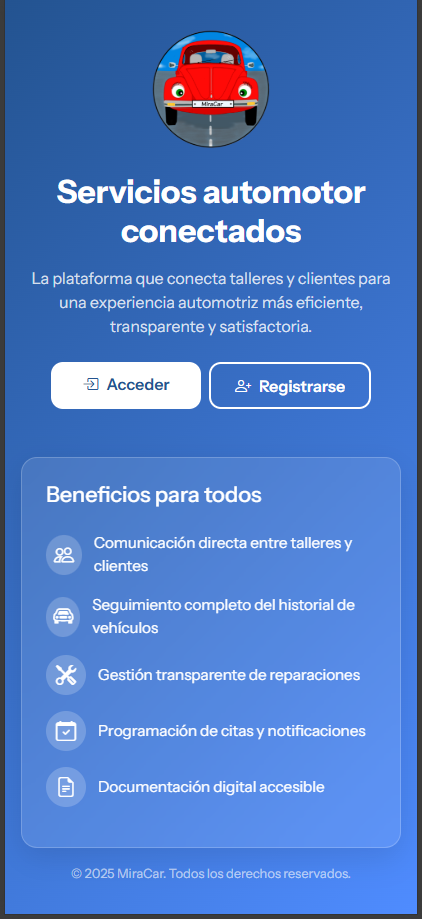 MiraCar
Servicios automotor
conectados
La plataforma que conecta talleres y clientes para
una experiencia automotriz más eficiente,
transparente y satisfactoria.
Acceder
Registrarse
Beneficios para todos
Comunicación directa entre talleres y
clientes
Seguimiento completo del historial de
vehículos
Gestión transparente de reparaciones
Programación de citas y notificaciones
Documentación digital accesible
© 2025 MiraCar. Todos los derechos reservados.